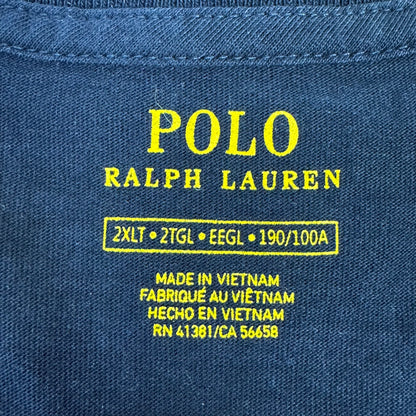 POLO
RALPH LAUREN
2XLT • 2TGL • EEGL • 190/100A
MADE IN VIETNAM
FABRIQUÉ AU VIÊTNAM
HECHO EN VIETNAM
RN 41381/CA 56658